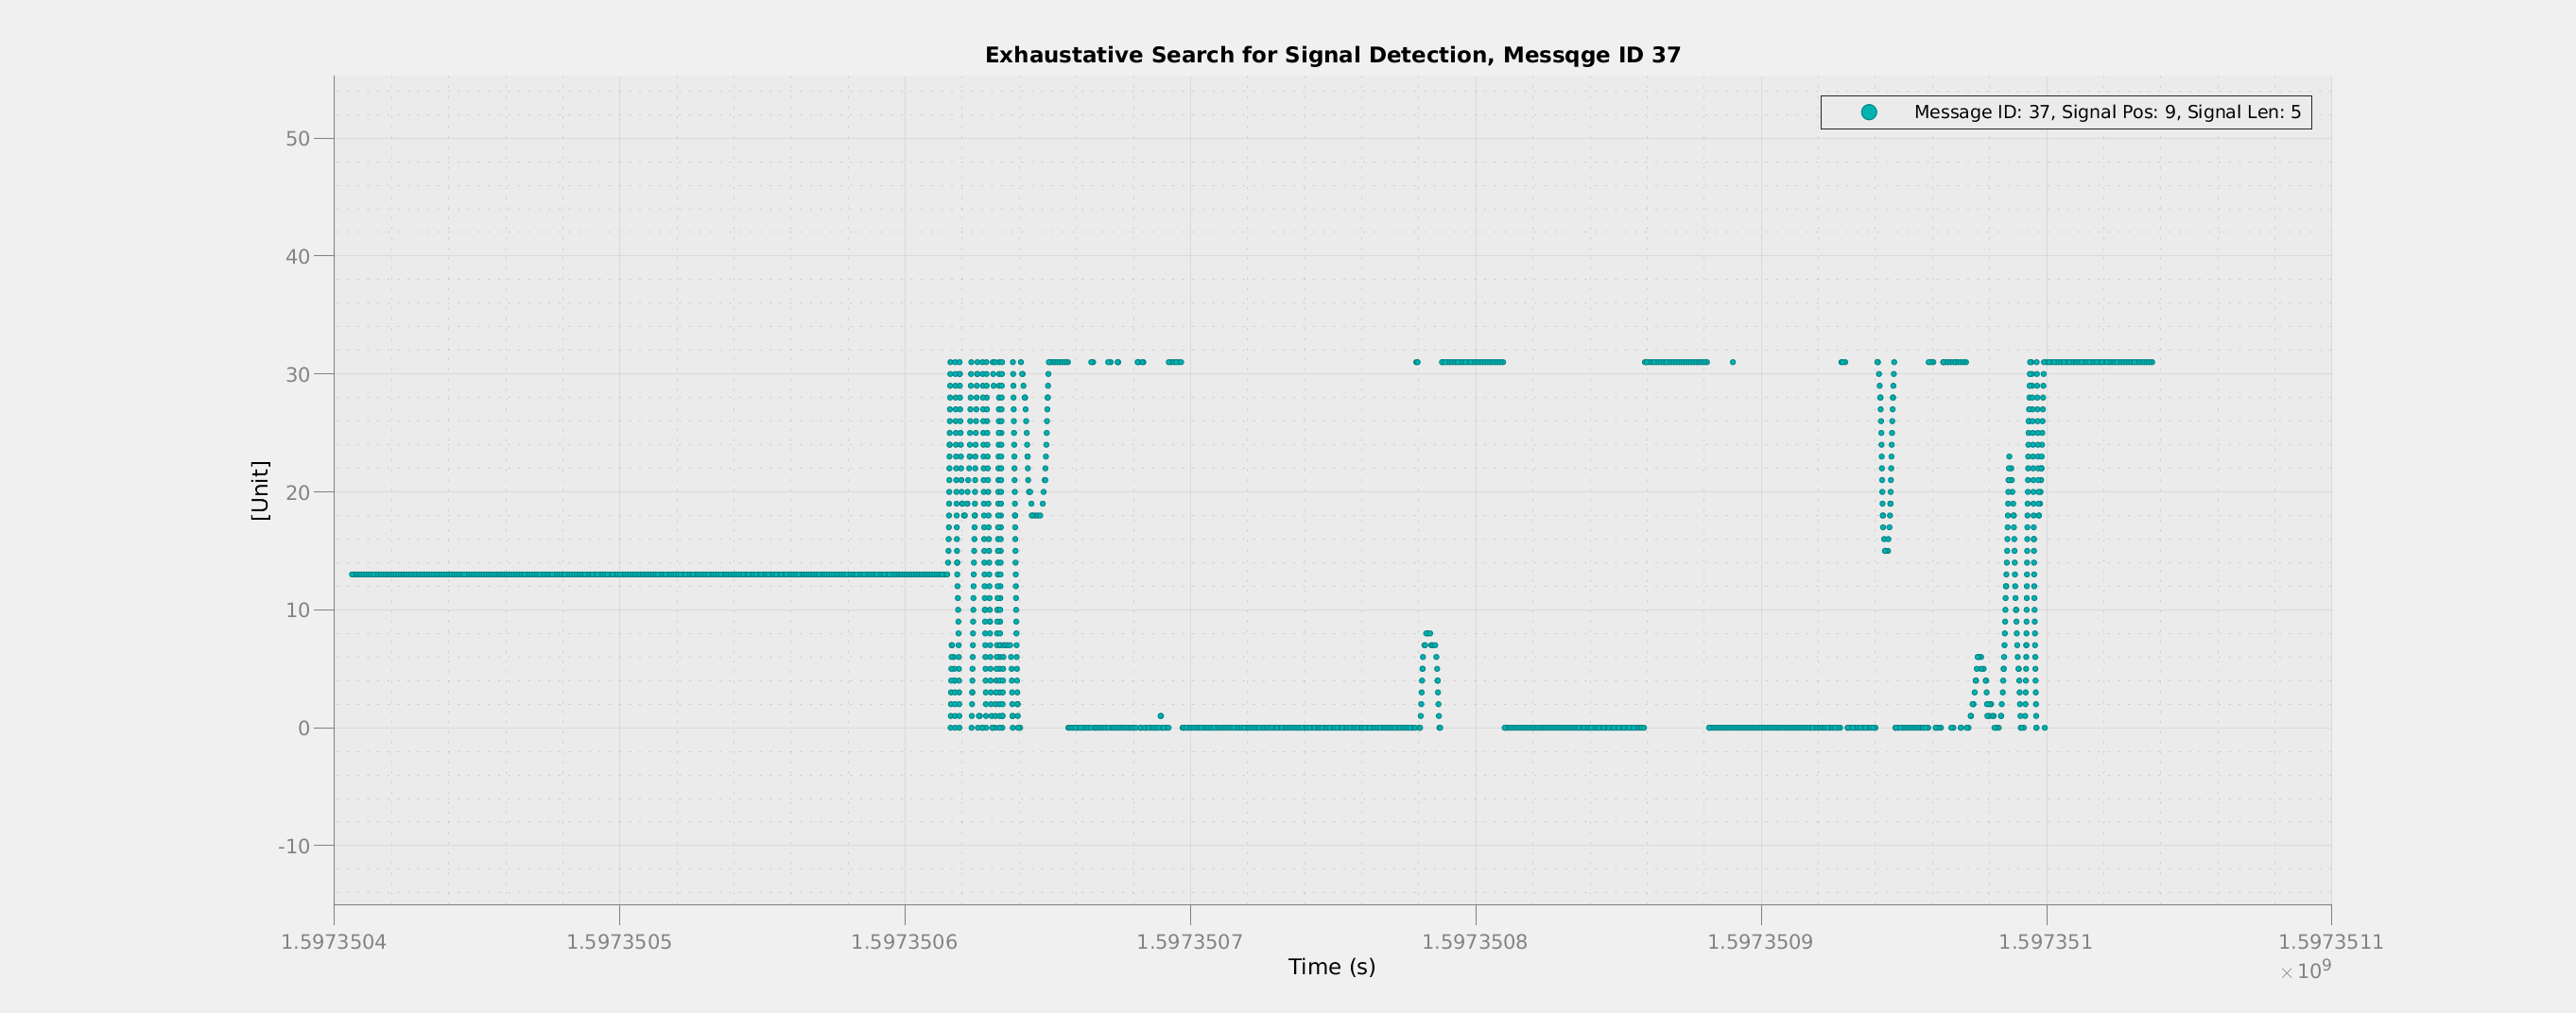 Exhaustative Search for Signal Detection, Messqge ID 37
Message ID: 37, Signal Pos: 9, Signal Len: 5
50
40
30
20
10
0
-10
[Unit]
1.5973504 1.5973505 1.5973506 1.5973507 1.5973508 1.5973509 1.597351 1.5973511
Time (s)
× 10⁹